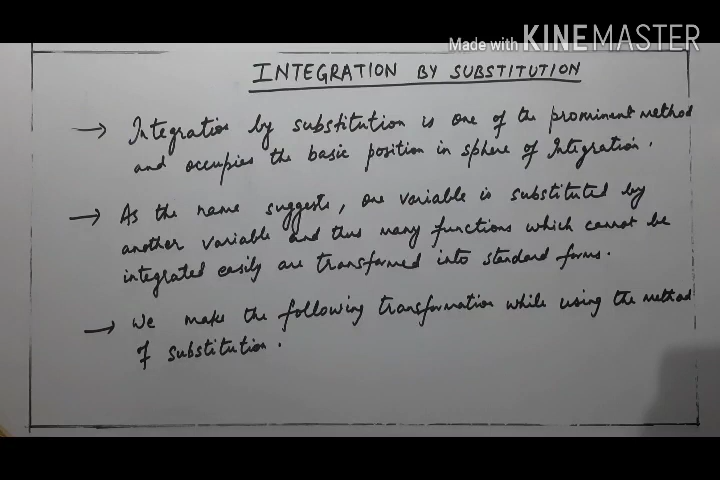 Made with KINEMASTER
INTEGRATION BY SUBSTITUTION
→ Integration by substitution is one of the prominent method
and occupies the basic position in sphere of Integration.
→ As the name suggests, one variable is substituted by
another variable and thus many functions which cannot be
integrated easily are transformed into standard forms.
→ We make the following transformation while using the method
of substitution.